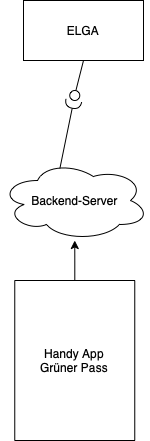 ELGA
Backend-Server
Handy App
Grüner Pass